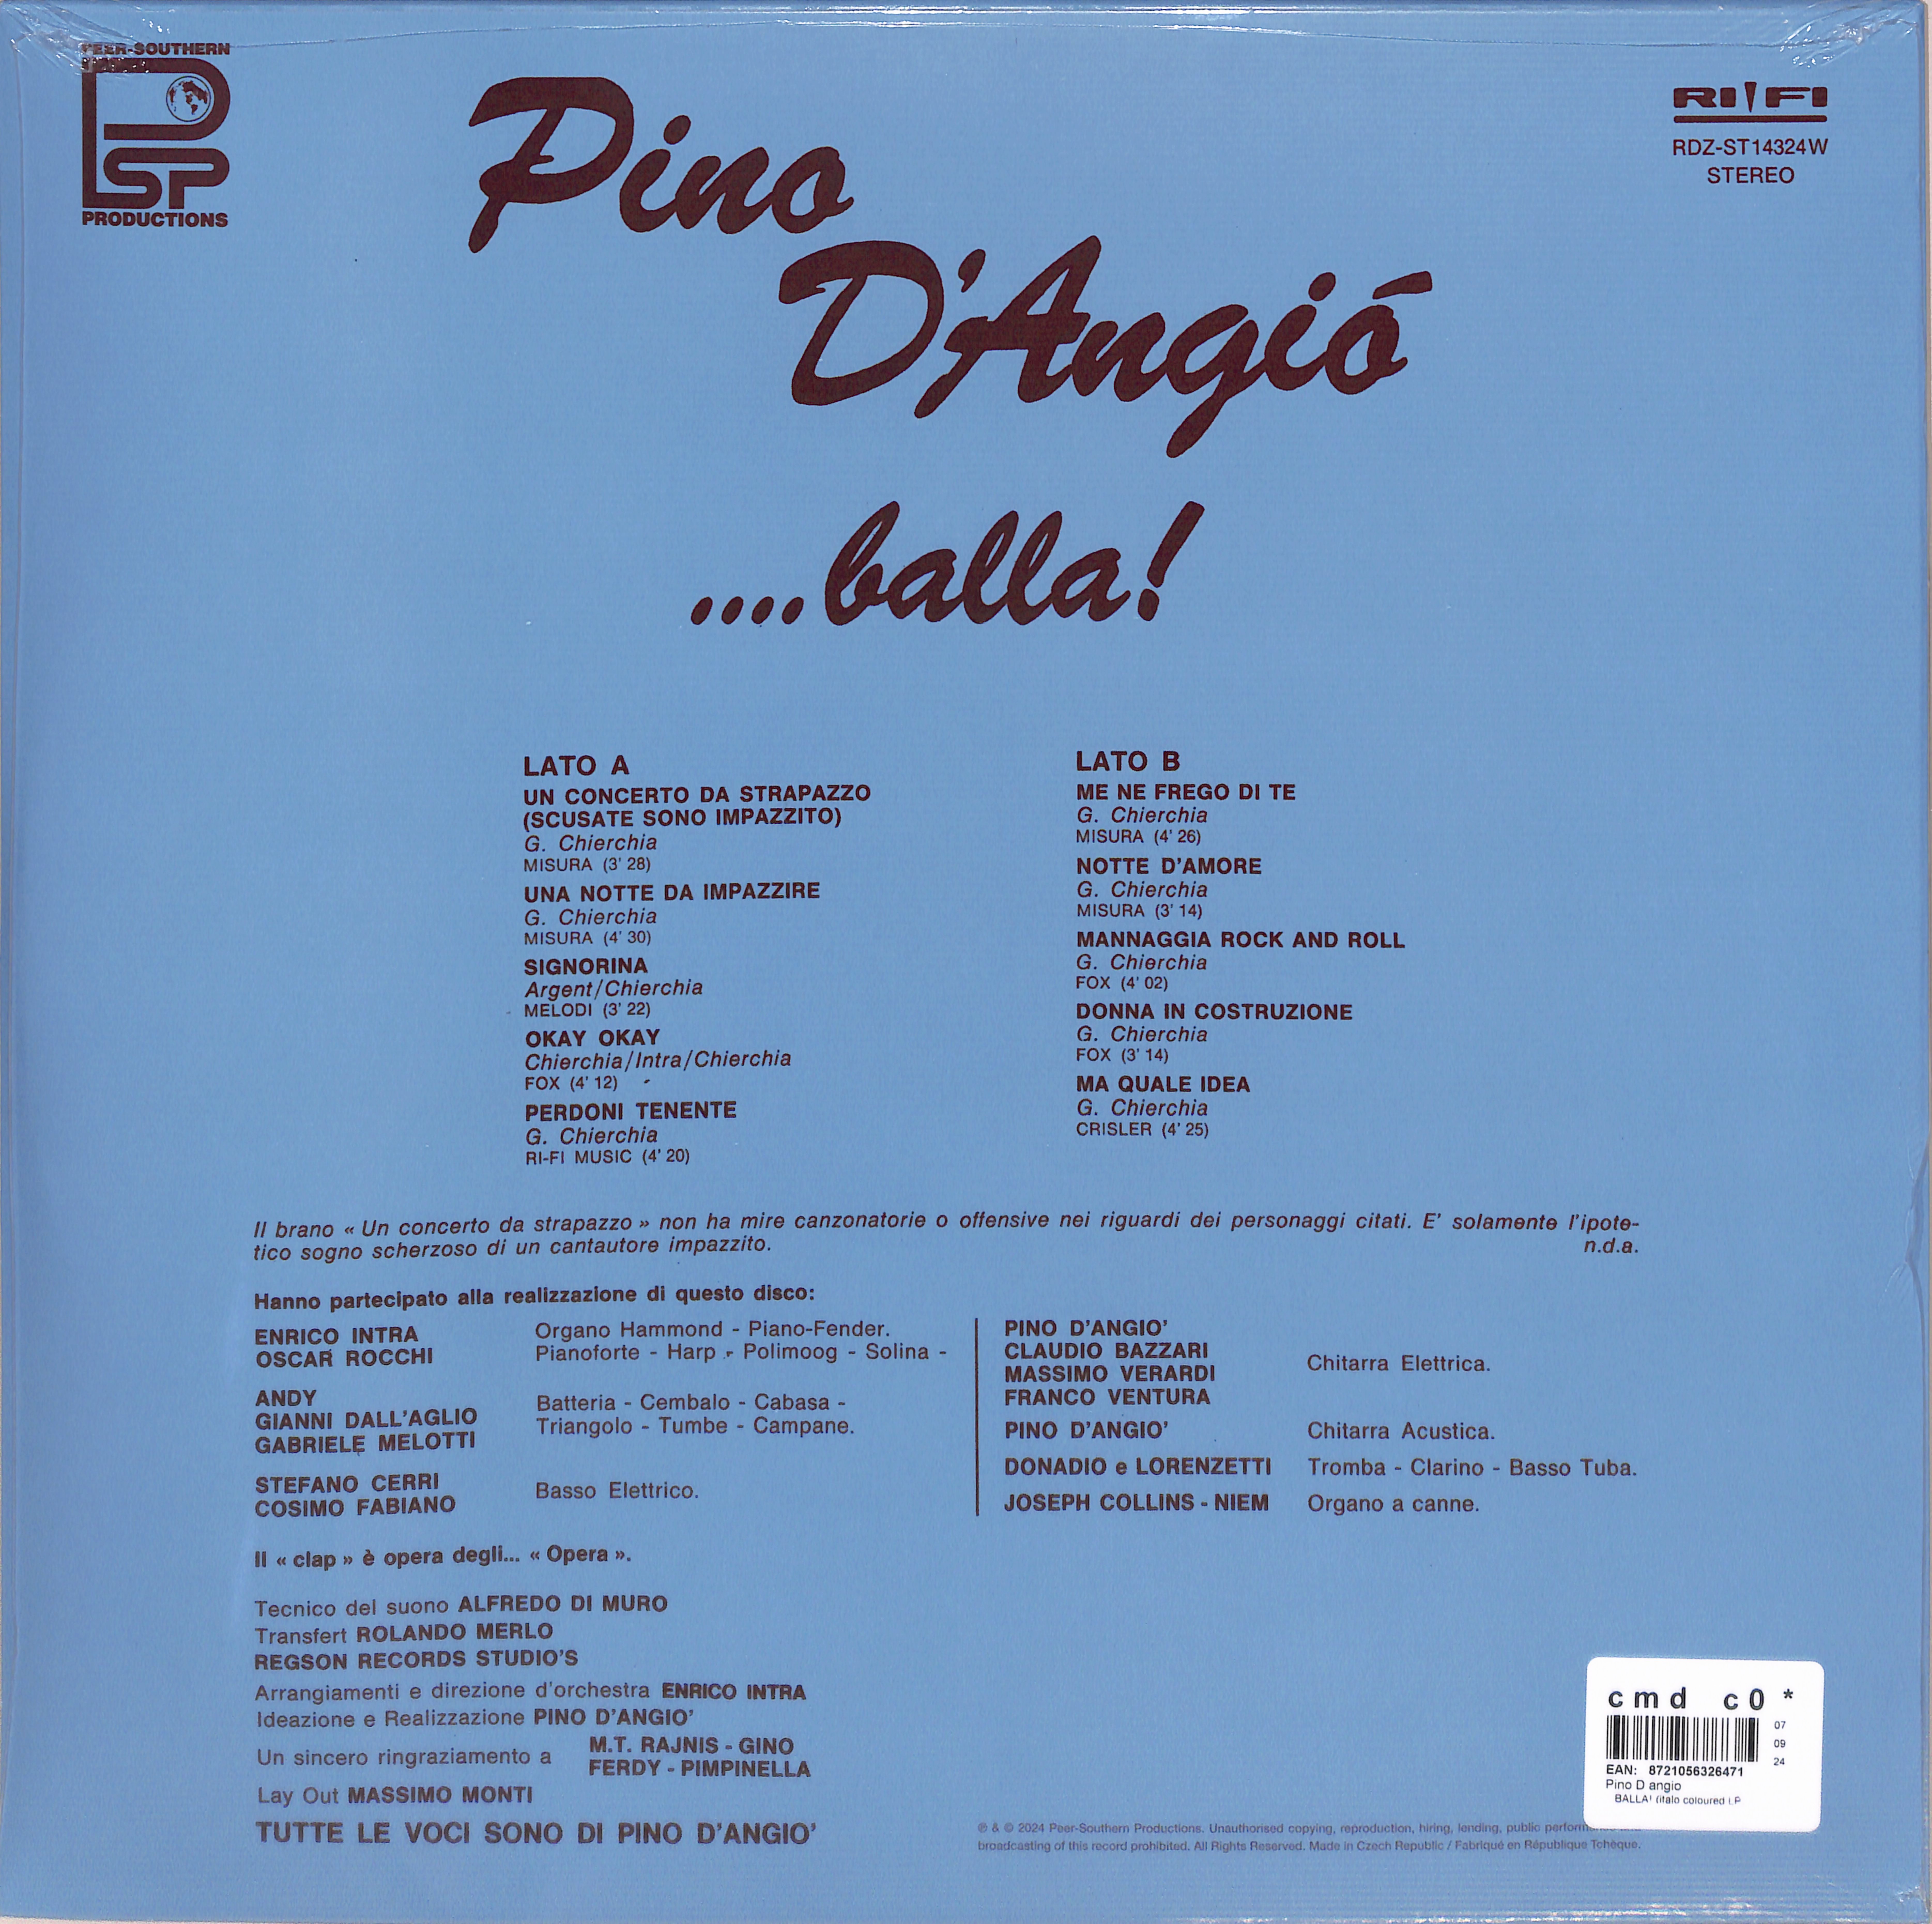 PEER-SOUTHERN
PSP
PRODUCTIONS
RI-FI
RDZ-ST14324W
STEREO
Pino
D'Angió
....balla!
LATO A
UN CONCERTO DA STRAPAZZO
(SCUSATE SONO IMPAZZITO)
G. Chierchia
MISURA (3' 28)
UNA NOTTE DA IMPAZZIRE
G. Chierchia
MISURA (4' 30)
SIGNORINA
Argent/Chierchia
MELODI (3' 22)
OKAY OKAY
Chierchia/Intra/Chierchia
FOX (4' 12)
PERDONI TENENTE
G. Chierchia
RI-FI MUSIC (4' 20)
LATO B
ME NE FREGO DI TE
G. Chierchia
MISURA (4' 26)
NOTTE D'AMORE
G. Chierchia
MISURA (3' 14)
MANNAGGIA ROCK AND ROLL
G. Chierchia
FOX (4' 02)
DONNA IN COSTRUZIONE
G. Chierchia
FOX (3' 14)
MA QUALE IDEA
G. Chierchia
CRISLER (4' 25)
Il brano « Un concerto da strapazzo » non ha mire canzonatorie o offensive nei riguardi dei personaggi citati. E' solamente l'ipote-
tico sogno scherzoso di un cantautore impazzito. n.d.a.
Hanno partecipato alla realizzazione di questo disco:
ENRICO INTRA Organo Hammond - Piano-Fender.
OSCAR ROCCHI Pianoforte - Harp - Polimoog - Solina -
ANDY
GIANNI DALL'AGLIO
GABRIELE MELOTTI
Batteria - Cembalo - Cabasa -
Triangolo - Tumbe - Campane.
STEFANO CERRI
COSIMO FABIANO
Basso Elettrico.
PINO D'ANGIO'
CLAUDIO BAZZARI
MASSIMO VERARDI
FRANCO VENTURA
Chitarra Elettrica.
PINO D'ANGIO' Chitarra Acustica.
DONADIO e LORENZETTI Tromba - Clarino - Basso Tuba.
JOSEPH COLLINS - NIEM Organo a canne.
Il « clap » è opera degli... « Opera ».
Tecnico del suono ALFREDO DI MURO
Transfert ROLANDO MERLO
REGSON RECORDS STUDIO'S
Arrangiamenti e direzione d'orchestra ENRICO INTRA
Ideazione e Realizzazione PINO D'ANGIO'
Un sincero ringraziamento a M.T. RAJNIS - GINO
FERDY - PIMPINELLA
Lay Out MASSIMO MONTI
TUTTE LE VOCI SONO DI PINO D'ANGIO'
℗ & © 2024 Peer-Southern Productions. Unauthorised copying, reproduction, hiring, lending, public
broadcasting of this record prohibited. All Rights Reserved. Made in Czech Republic / Fabriqué en République Tchèque.
cmd c0 *
07
09
24
EAN: 8721056326471
Pino D angio
BALLA! (italo coloured LP